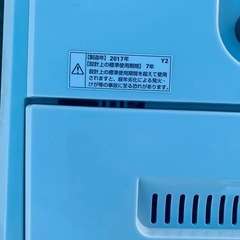 【製造年】2017年 Y2
【設計上の標準使用期間】7年
設計上の標準使用期間を超えて使用
されますと、経年劣化による発火・
けが等の事故に至る恐れがあります。